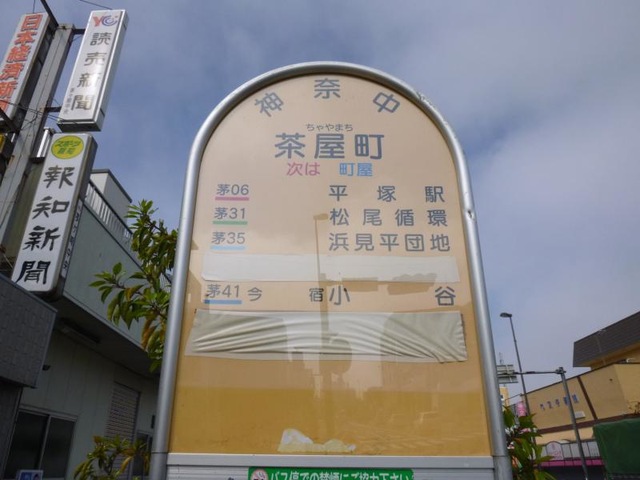 日本経済新
読売新聞
報知新聞
神奈中
ちゃやまち
茶屋町
次は 町屋
茅06 平塚駅
茅31 松尾循環
茅35 浜見平団地
茅41 今宿小谷
バス停での禁煙にご協力下さい